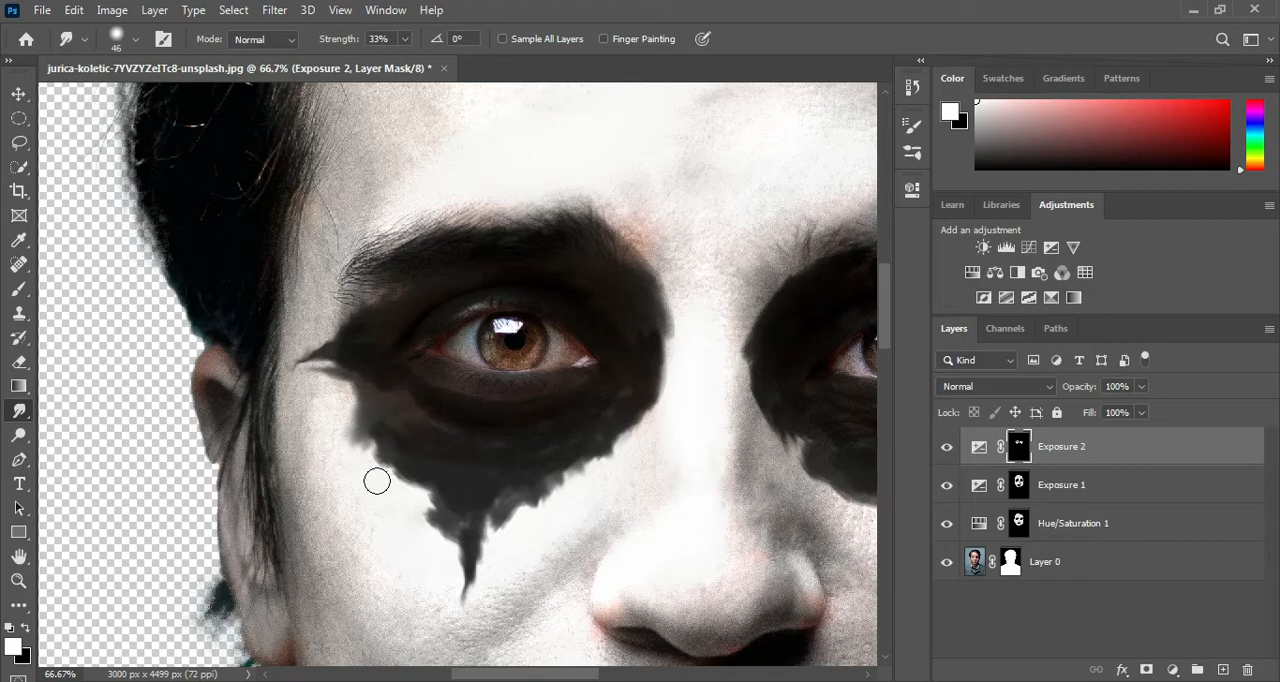 Ps File Edit Image Layer Type Select Filter 3D View Window Help
46 Mode: Normal Strength: 33% 0° Sample All Layers Finger Painting
jurica-koletic-7YVZYZeITc8-unsplash.jpg @ 66.7% (Exposure 2, Layer Mask/8) *
Color Swatches Gradients Patterns
Learn Libraries Adjustments
Add an adjustment
Layers Channels Paths
Kind
Normal Opacity: 100%
Lock: Fill: 100%
Exposure 2
Exposure 1
Hue/Saturation 1
Layer 0
66.67% 3000 px x 4499 px (72 ppi)
fx